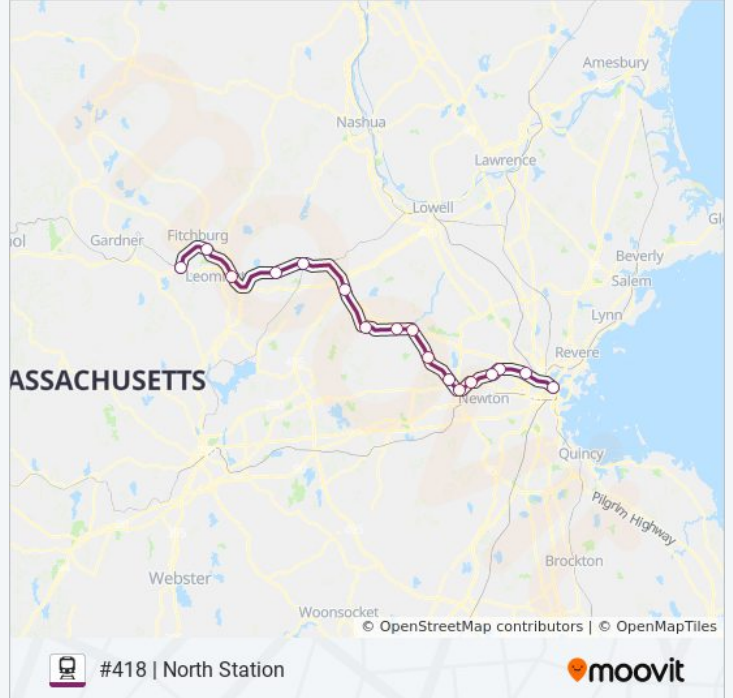 Amesbury
Nashua
Lawrence
Lowell
Gl
Fitchburg
Gardner
ol
Beverly
Leom
Salem
Lynn
Revere
ASSACHUSETTS
Newton
Quincy
Pilgrim Highway
Brockton
Webster
Woonsocket
© OpenStreetMap contributors | © OpenMapTiles
#418 | North Station
moovit